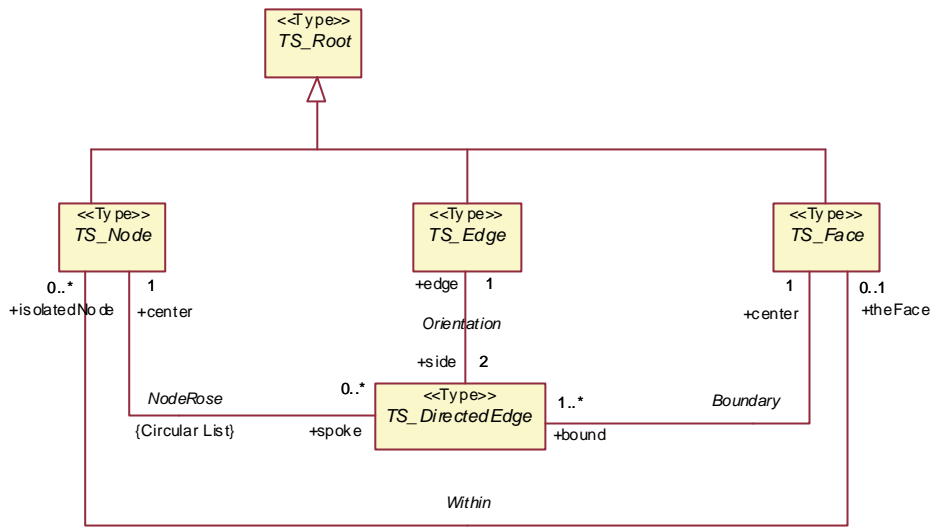 <<Type>>
TS_Root
<<Type>>
TS_Node
<<Type>>
TS_Edge
<<Type>>
TS_Face
0..*
1
+isolatedNode
+center
+edge
1
1
0..1
+center
+theFace
Orientation
+side
2
0..*
<<Type>>
TS_DirectedEdge
1..*
NodeRose
{Circular List}
+spoke
+bound
Boundary
Within